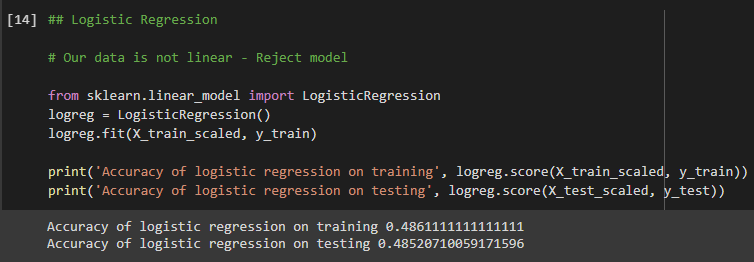 [14] ## Logistic Regression
# Our data is not linear - Reject model
from sklearn.linear_model import LogisticRegression
logreg = LogisticRegression()
logreg.fit(X_train_scaled, y_train)
print('Accuracy of logistic regression on training', logreg.score(X_train_scaled, y_train))
print('Accuracy of logistic regression on testing', logreg.score(X_test_scaled, y_test))
Accuracy of logistic regression on training 0.4861111111111111
Accuracy of logistic regression on testing 0.48520710059171596